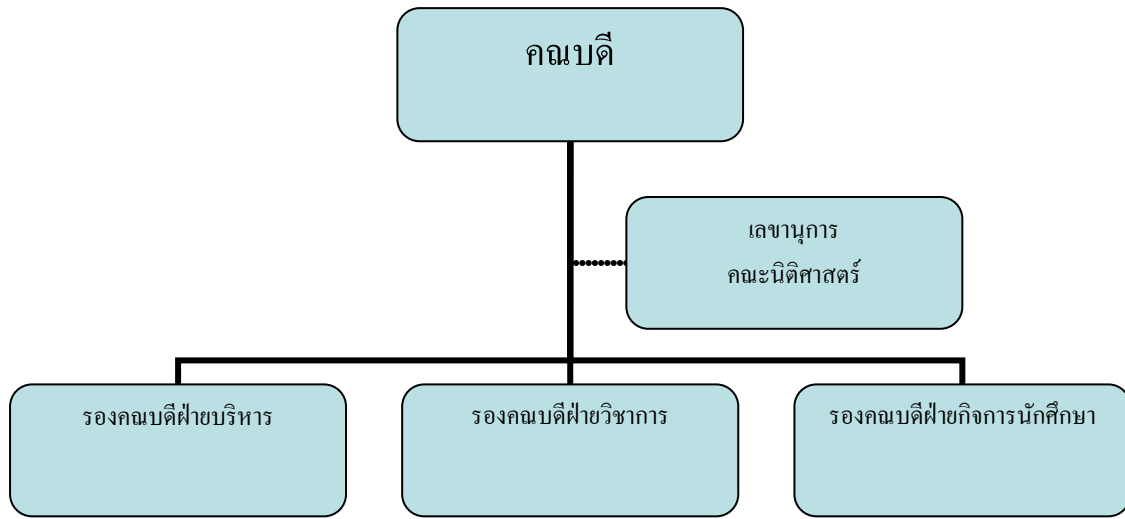 คณบดี
เลขานุการ
คณะนิติศาสตร์
รองคณบดีฝ่ายบริหาร
รองคณบดีฝ่ายวิชาการ
รองคณบดีฝ่ายกิจการนักศึกษา